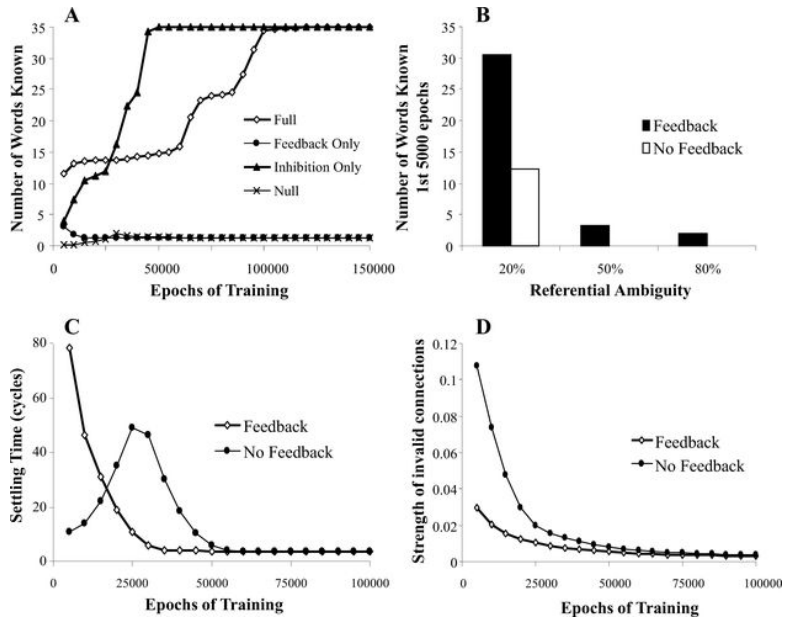 A
Number of Words Known
35
30
25
20
15
10
5
0
Full
Feedback Only
Inhibition Only
Null
0
50000
100000
150000
Epochs of Training
B
Number of Words Known
1st 5000 epochs
35
30
25
20
15
10
5
0
Feedback
No Feedback
20%
50%
80%
Referential Ambiguity
C
Settling Time (cycles)
80
60
40
20
0
Feedback
No Feedback
0
25000
50000
75000
100000
Epochs of Training
D
Strength of invalid connections
0.12
0.1
0.08
0.06
0.04
0.02
0
Feedback
No Feedback
0
25000
50000
75000
100000
Epochs of Training